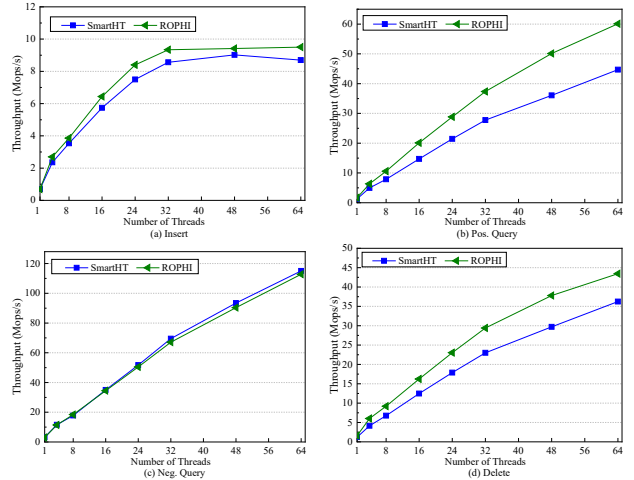 SmartHT ROPHI
Throughput (Mops/s)
12
10
8
6
4
2
0
1 8 16 24 32 40 48 56 64
Number of Threads
(a) Insert
SmartHT ROPHI
Throughput (Mops/s)
60
50
40
30
20
10
0
1 8 16 24 32 40 48 56 64
Number of Threads
(b) Pos. Query
SmartHT ROPHI
Throughput (Mops/s)
120
100
80
60
40
20
0
1 8 16 24 32 40 48 56 64
Number of Threads
(c) Neg. Query
SmartHT ROPHI
Throughput (Mops/s)
50
45
40
35
30
25
20
15
10
5
0
1 8 16 24 32 40 48 56 64
Number of Threads
(d) Delete